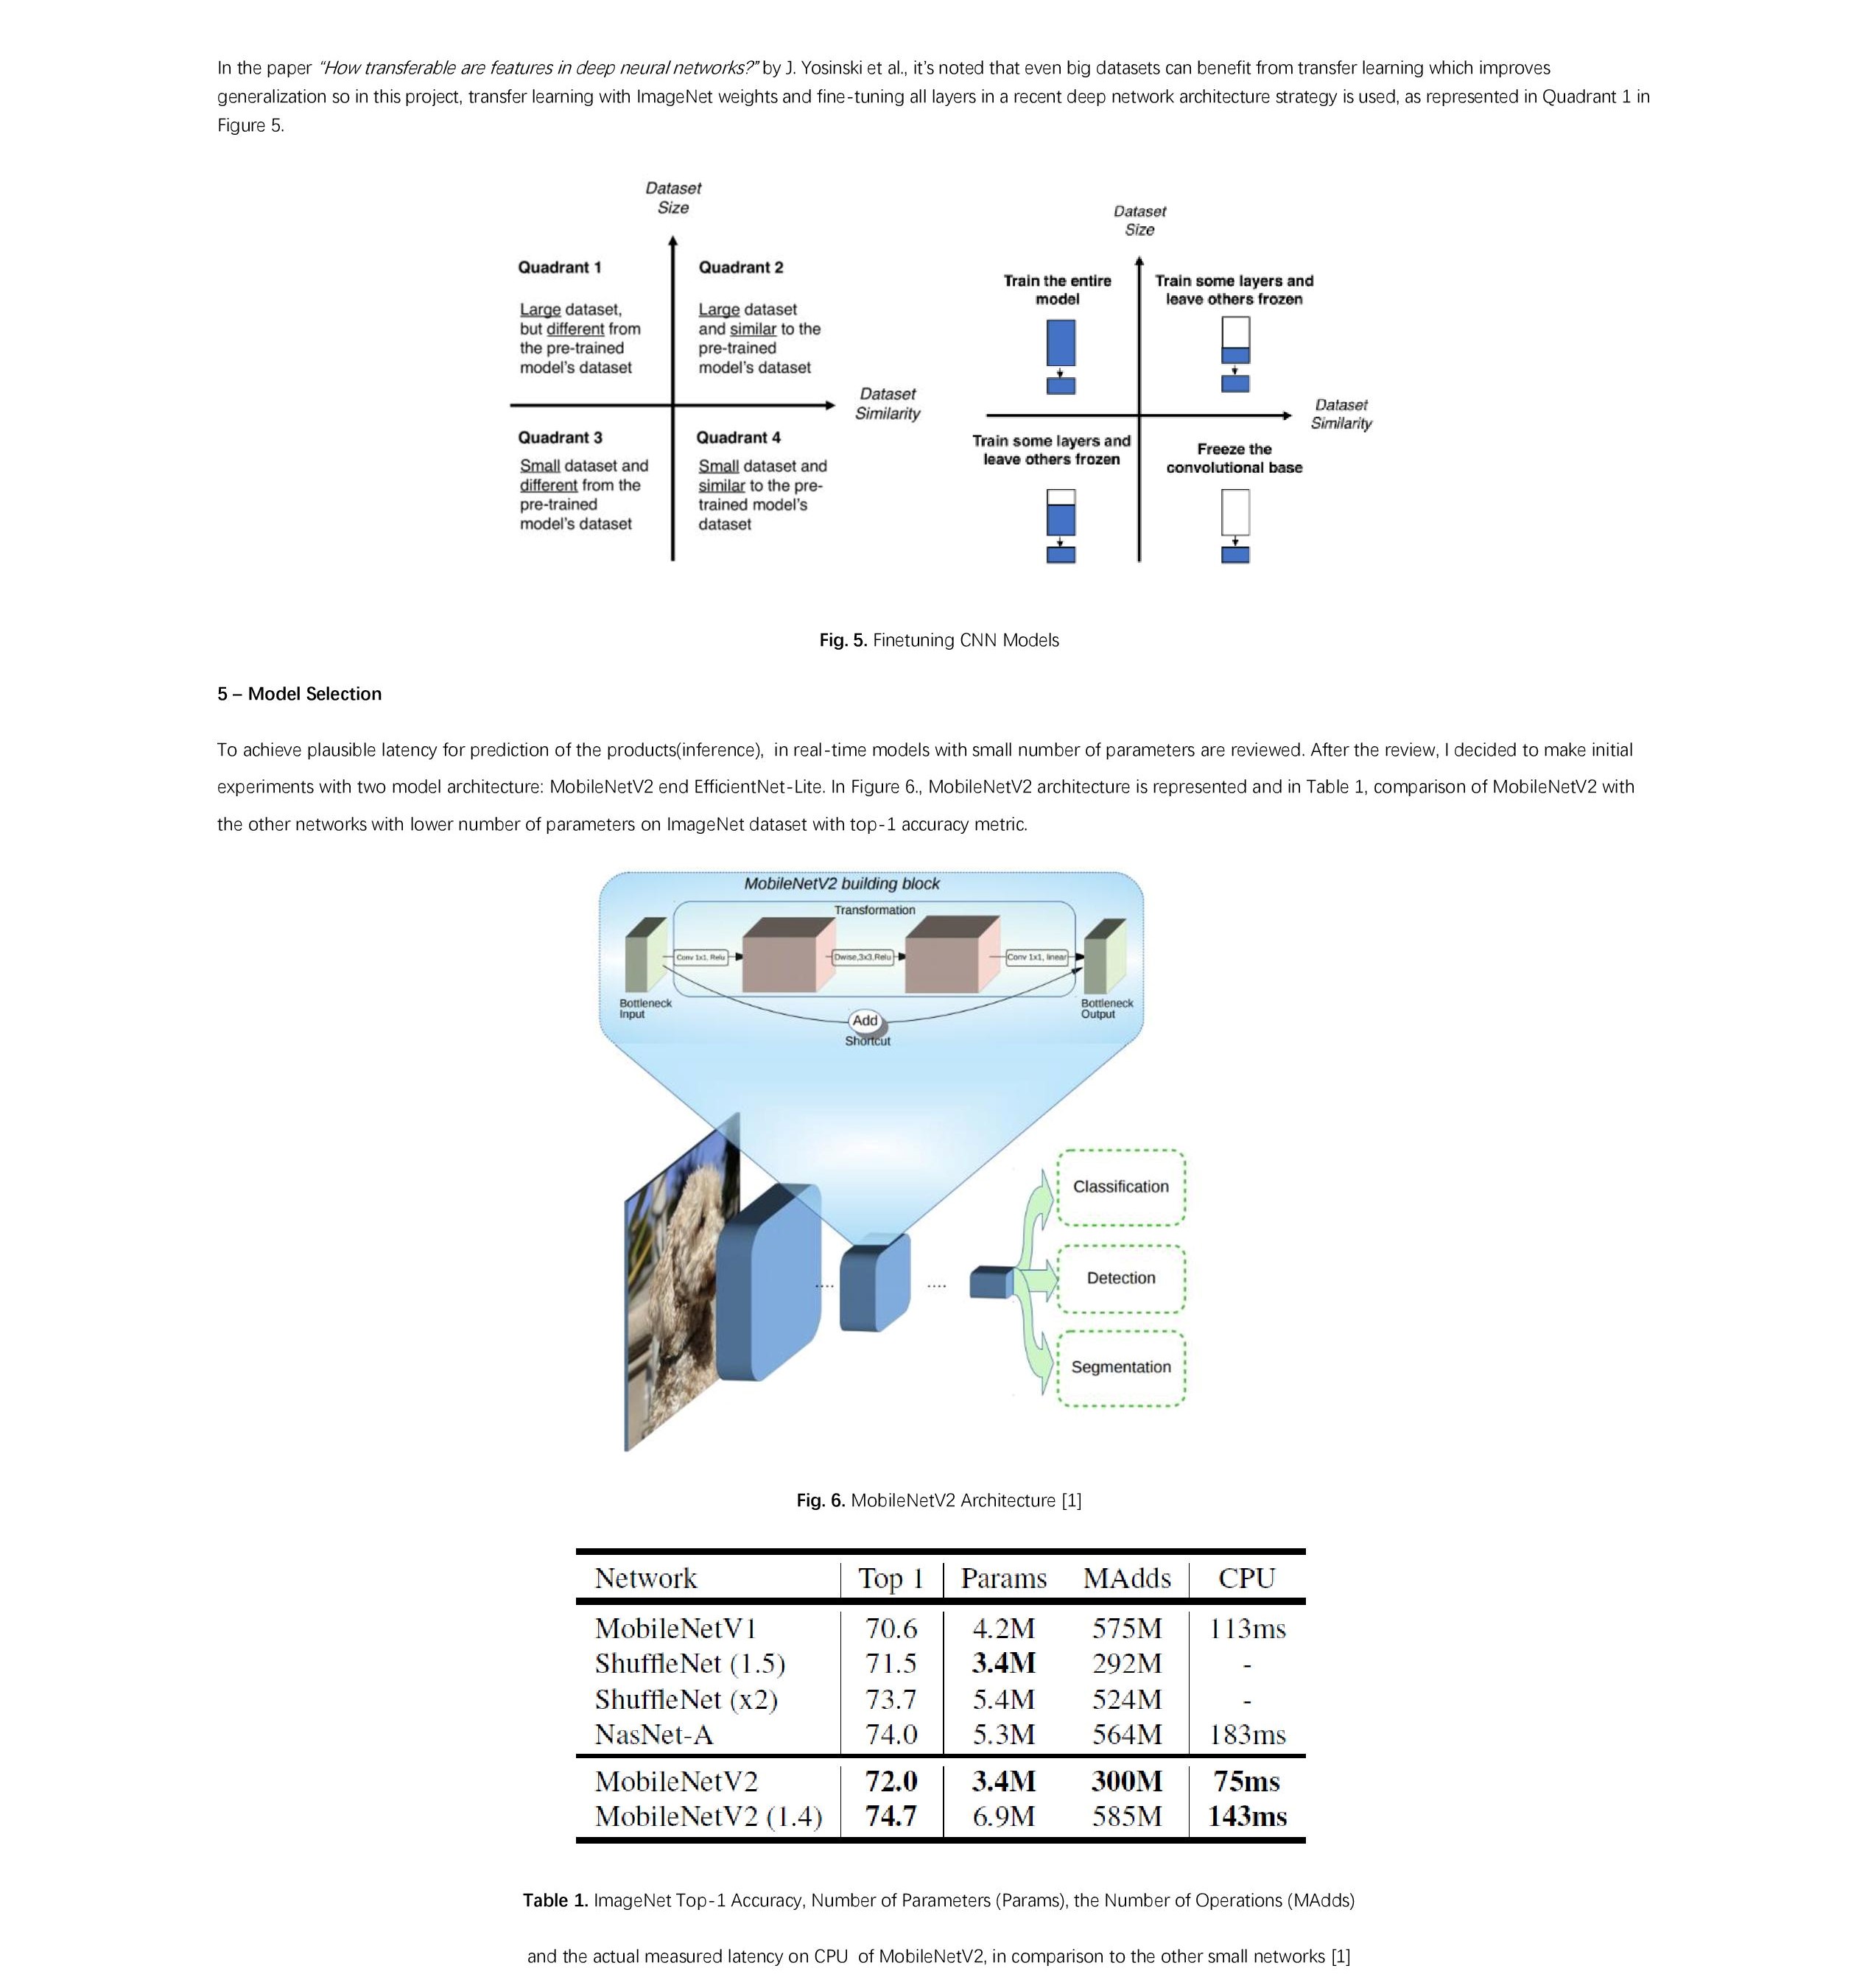 In the paper “How transferable are features in deep neural networks?” by J. Yosinski et al., it’s noted that even big datasets can benefit from transfer learning which improves
generalization so in this project, transfer learning with ImageNet weights and fine-tuning all layers in a recent deep network architecture strategy is used, as represented in Quadrant 1 in
Figure 5.
Dataset
Size
Quadrant 1
Large dataset,
but different from
the pre-trained
model’s dataset
Quadrant 2
Large dataset
and similar to the
pre-trained
model’s dataset
Dataset
Similarity
Quadrant 3
Small dataset and
different from the
pre-trained
model’s dataset
Quadrant 4
Small dataset and
similar to the pre-
trained model’s
dataset
Dataset
Size
Train the entire
model
Train some layers and
leave others frozen
Dataset
Similarity
Train some layers and
leave others frozen
Freeze the
convolutional base
Fig. 5. Finetuning CNN Models
5 – Model Selection
To achieve plausible latency for prediction of the products(inference), in real-time models with small number of parameters are reviewed. After the review, I decided to make initial
experiments with two model architecture: MobileNetV2 end EfficientNet-Lite. In Figure 6., MobileNetV2 architecture is represented and in Table 1, comparison of MobileNetV2 with
the other networks with lower number of parameters on ImageNet dataset with top-1 accuracy metric.
MobileNetV2 building block
Transformation
Conv 1x1, Relu
Dwise,3x3,Relu
Conv 1x1, linear
Bottleneck
Input
Bottleneck
Output
Add
Shortcut
....
....
Classification
Detection
Segmentation
Fig. 6. MobileNetV2 Architecture [1]
Network Top 1 Params MAdds CPU
MobileNetV1 70.6 4.2M 575M 113ms
ShuffleNet (1.5) 71.5 3.4M 292M -
ShuffleNet (x2) 73.7 5.4M 524M -
NasNet-A 74.0 5.3M 564M 183ms
MobileNetV2 72.0 3.4M 300M 75ms
MobileNetV2 (1.4) 74.7 6.9M 585M 143ms
Table 1. ImageNet Top-1 Accuracy, Number of Parameters (Params), the Number of Operations (MAdds)
and the actual measured latency on CPU of MobileNetV2, in comparison to the other small networks [1]